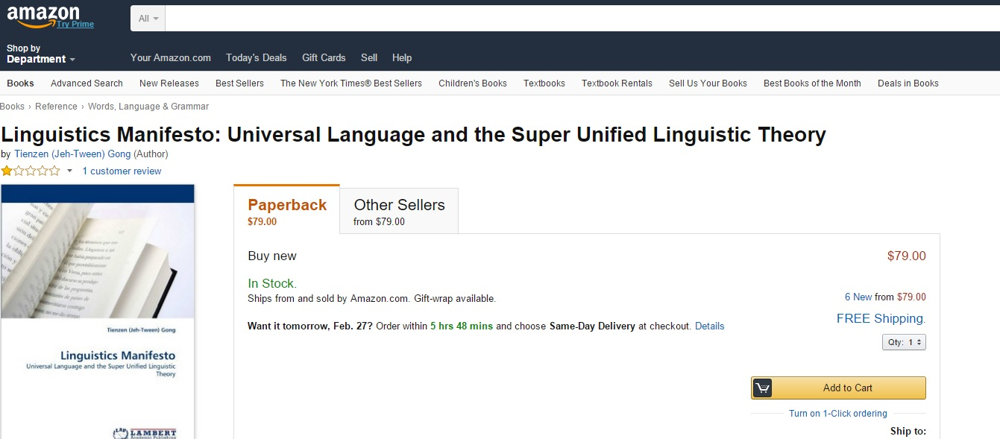 amazon
Try Prime
All
Shop by
Department
Your Amazon.com Today's Deals Gift Cards Sell Help
Books Advanced Search New Releases Best Sellers The New York Times® Best Sellers Children's Books Textbooks Textbook Rentals Sell Us Your Books Best Books of the Month Deals in Books
Books › Reference › Words, Language & Grammar
Linguistics Manifesto: Universal Language and the Super Unified Linguistic Theory
by Tienzen (Jeh-Tween) Gong (Author)
1 customer review
Paperback
$79.00
Other Sellers
from $79.00
Buy new
$79.00
In Stock.
Ships from and sold by Amazon.com. Gift-wrap available.
6 New from $79.00
FREE Shipping.
Want it tomorrow, Feb. 27? Order within 5 hrs 48 mins and choose Same-Day Delivery at checkout. Details
Qty: 1
Add to Cart
Turn on 1-Click ordering
Ship to:
Tienzen (Jeh-Tween) Gong
Linguistics Manifesto
Universal Language and the Super Unified Linguistic
Theory
LAP LAMBERT
Academic Publishing